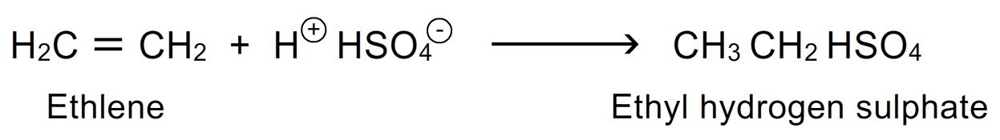 H₂C = CH₂ + H⊕ HSO₄⊖ ⟶ CH₃ CH₂ HSO₄
Ethlene Ethyl hydrogen sulphate